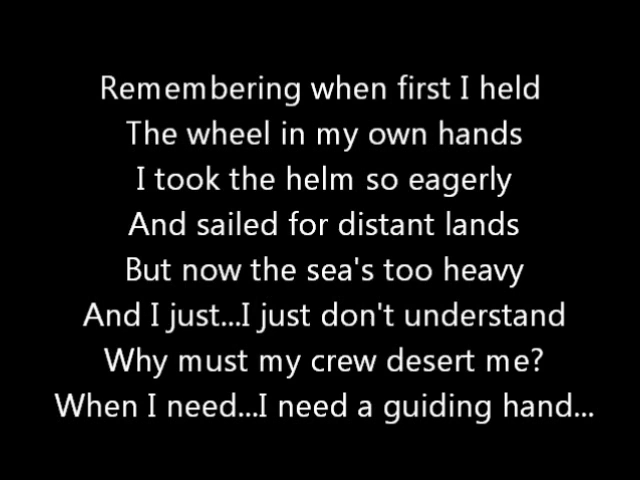 Remembering when first I held
The wheel in my own hands
I took the helm so eagerly
And sailed for distant lands
But now the sea's too heavy
And I just...I just don't understand
Why must my crew desert me?
When I need...I need a guiding hand...